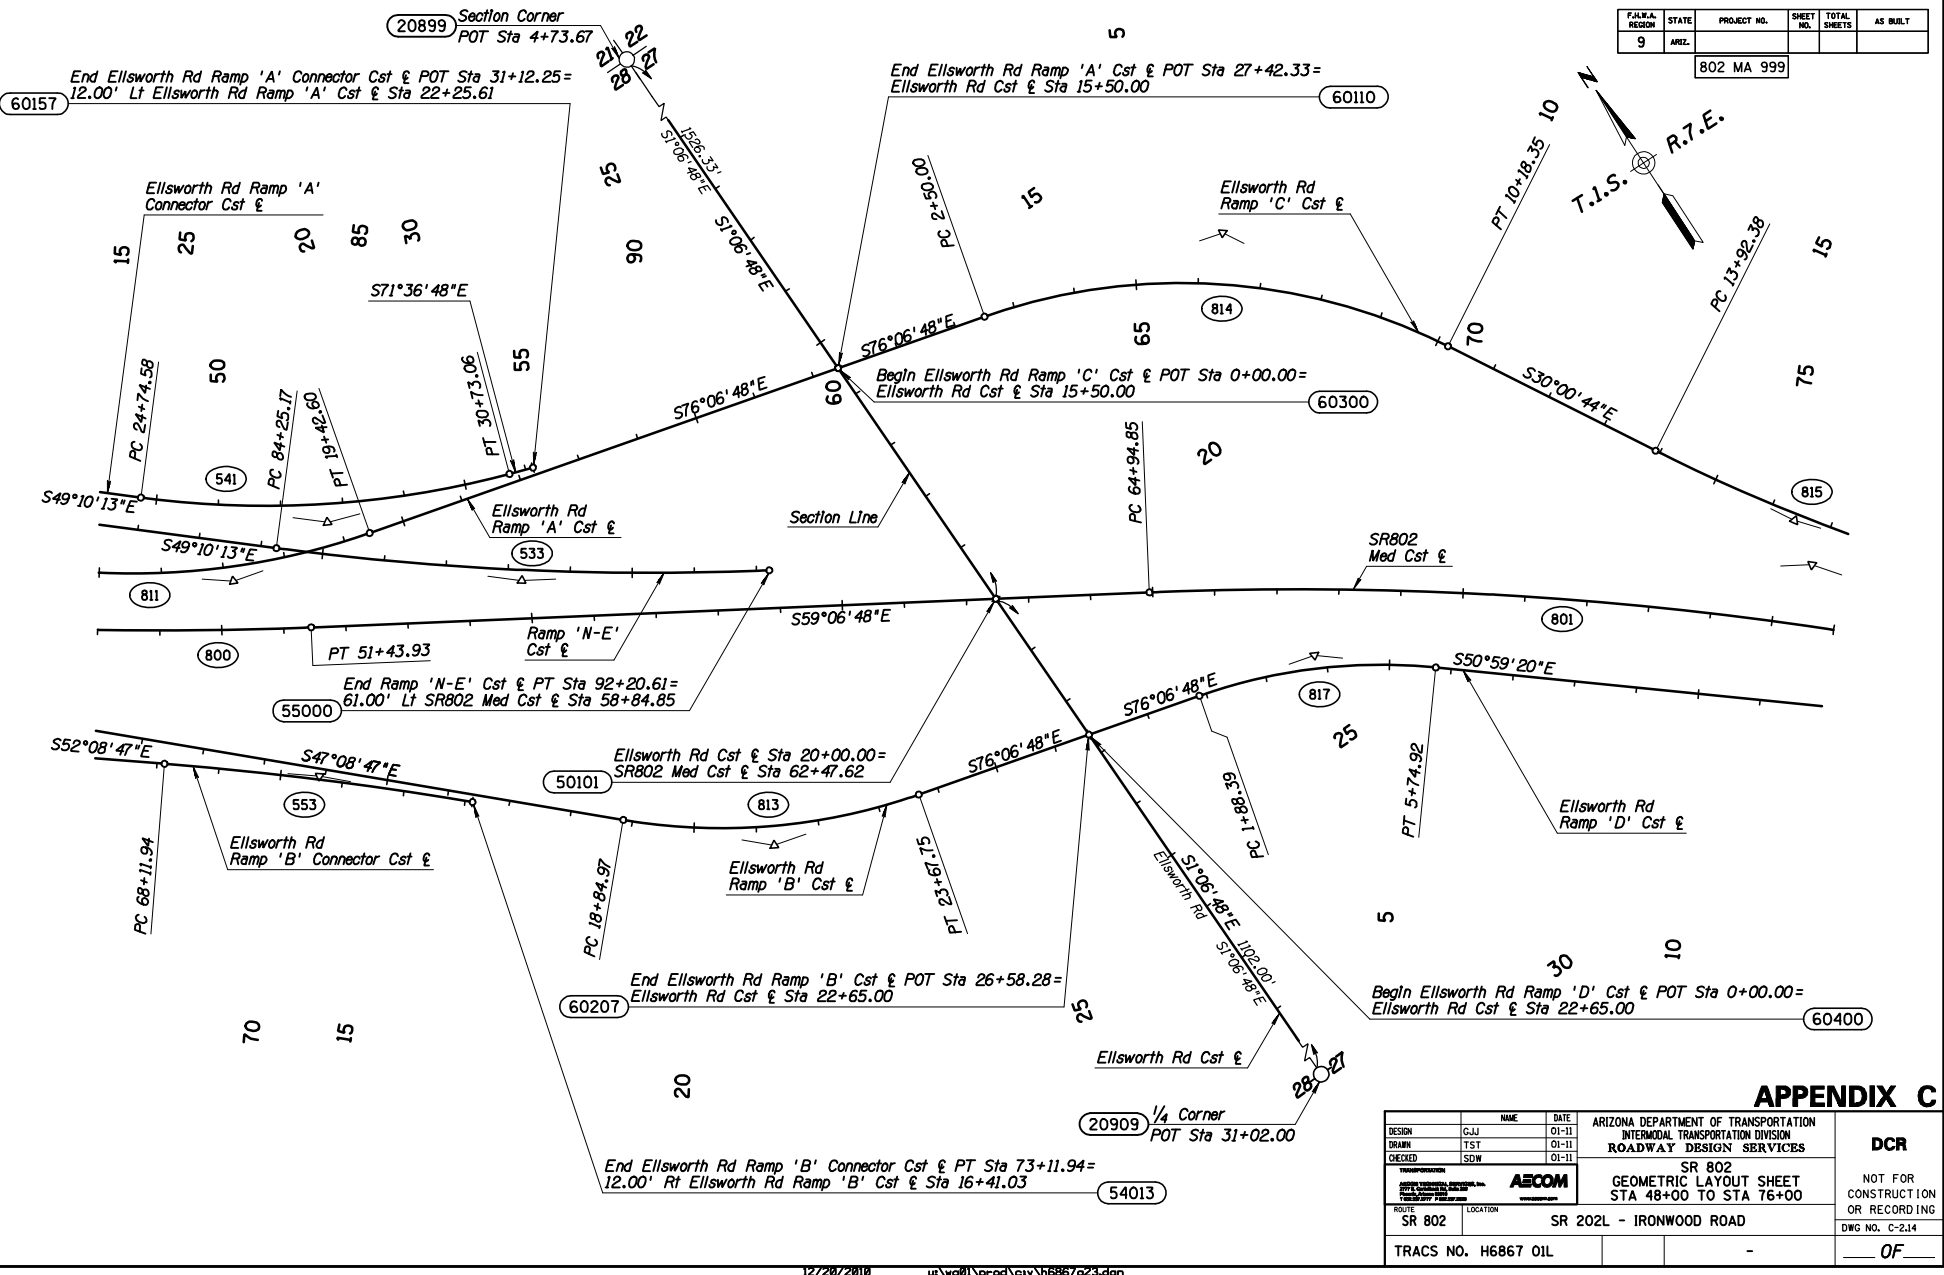 20899
Section Corner
POT Sta 4+73.67
21 22
28 27
5
F.H.W.A. REGION STATE PROJECT NO. SHEET NO. TOTAL SHEETS AS BUILT
9 ARIZ.
802 MA 999
End Ellsworth Rd Ramp 'A' Connector Cst ℄ POT Sta 31+12.25=
12.00' Lt Ellsworth Rd Ramp 'A' Cst ℄ Sta 22+25.61
60157
End Ellsworth Rd Ramp 'A' Cst ℄ POT Sta 27+42.33=
Ellsworth Rd Cst ℄ Sta 15+50.00
60110
N
R.7.E.
T.1.S.
10
1526.33'
S1°06'48"E
S1°06'48"E
25
90
15
PC 2+50.00
Ellsworth Rd
Ramp 'C' Cst ℄
PT 10+18.35
PC 13+92.38
15
Ellsworth Rd Ramp 'A'
Connector Cst ℄
15
25
20
85
30
S71°36'48"E
814
65
70
75
S76°06'48"E
S30°00'44"E
PC 24+74.58
50
PC 84+25.17
PT 19+42.60
PT 30+73.06
55
S76°06'48"E
60
Begin Ellsworth Rd Ramp 'C' Cst ℄ POT Sta 0+00.00=
Ellsworth Rd Cst ℄ Sta 15+50.00
60300
20
PC 64+94.85
541
S49°10'13"E
Ellsworth Rd
Ramp 'A' Cst ℄
Section Line
815
S49°10'13"E
533
SR802
Med Cst ℄
811
S59°06'48"E
801
800
PT 51+43.93
Ramp 'N-E'
Cst ℄
End Ramp 'N-E' Cst ℄ PT Sta 92+20.61=
61.00' Lt SR802 Med Cst ℄ Sta 58+84.85
55000
S76°06'48"E
817
S50°59'20"E
25
S52°08'47"E
S47°08'47"E
Ellsworth Rd Cst ℄ Sta 20+00.00=
SR802 Med Cst ℄ Sta 62+47.62
50101
S76°06'48"E
553
813
PC 1+88.39
PT 5+74.92
Ellsworth Rd
Ramp 'D' Cst ℄
PC 68+11.94
Ellsworth Rd
Ramp 'B' Connector Cst ℄
PC 18+84.97
Ellsworth Rd
Ramp 'B' Cst ℄
PT 23+67.75
S1°06'48"E
Ellsworth Rd
1102.00'
S1°06'48"E
5
30
10
End Ellsworth Rd Ramp 'B' Cst ℄ POT Sta 26+58.28=
Ellsworth Rd Cst ℄ Sta 22+65.00
60207
25
Begin Ellsworth Rd Ramp 'D' Cst ℄ POT Sta 0+00.00=
Ellsworth Rd Cst ℄ Sta 22+65.00
60400
70
15
20
Ellsworth Rd Cst ℄
28 27
20909
1/4 Corner
POT Sta 31+02.00
End Ellsworth Rd Ramp 'B' Connector Cst ℄ PT Sta 73+11.94=
12.00' Rt Ellsworth Rd Ramp 'B' Cst ℄ Sta 16+41.03
54013
APPENDIX C
NAME DATE
DESIGN GJJ 01-11
DRAWN TST 01-11
CHECKED SDW 01-11
ARIZONA DEPARTMENT OF TRANSPORTATION
INTERMODAL TRANSPORTATION DIVISION
ROADWAY DESIGN SERVICES
DCR
TRANSPORTATION
AECOM
SR 802
GEOMETRIC LAYOUT SHEET
STA 48+00 TO STA 76+00
NOT FOR
CONSTRUCTION
OR RECORDING
ROUTE
SR 802
LOCATION
SR 202L - IRONWOOD ROAD
DWG NO. C-2.14
TRACS NO. H6867 01L
-
OF
12/20/2010